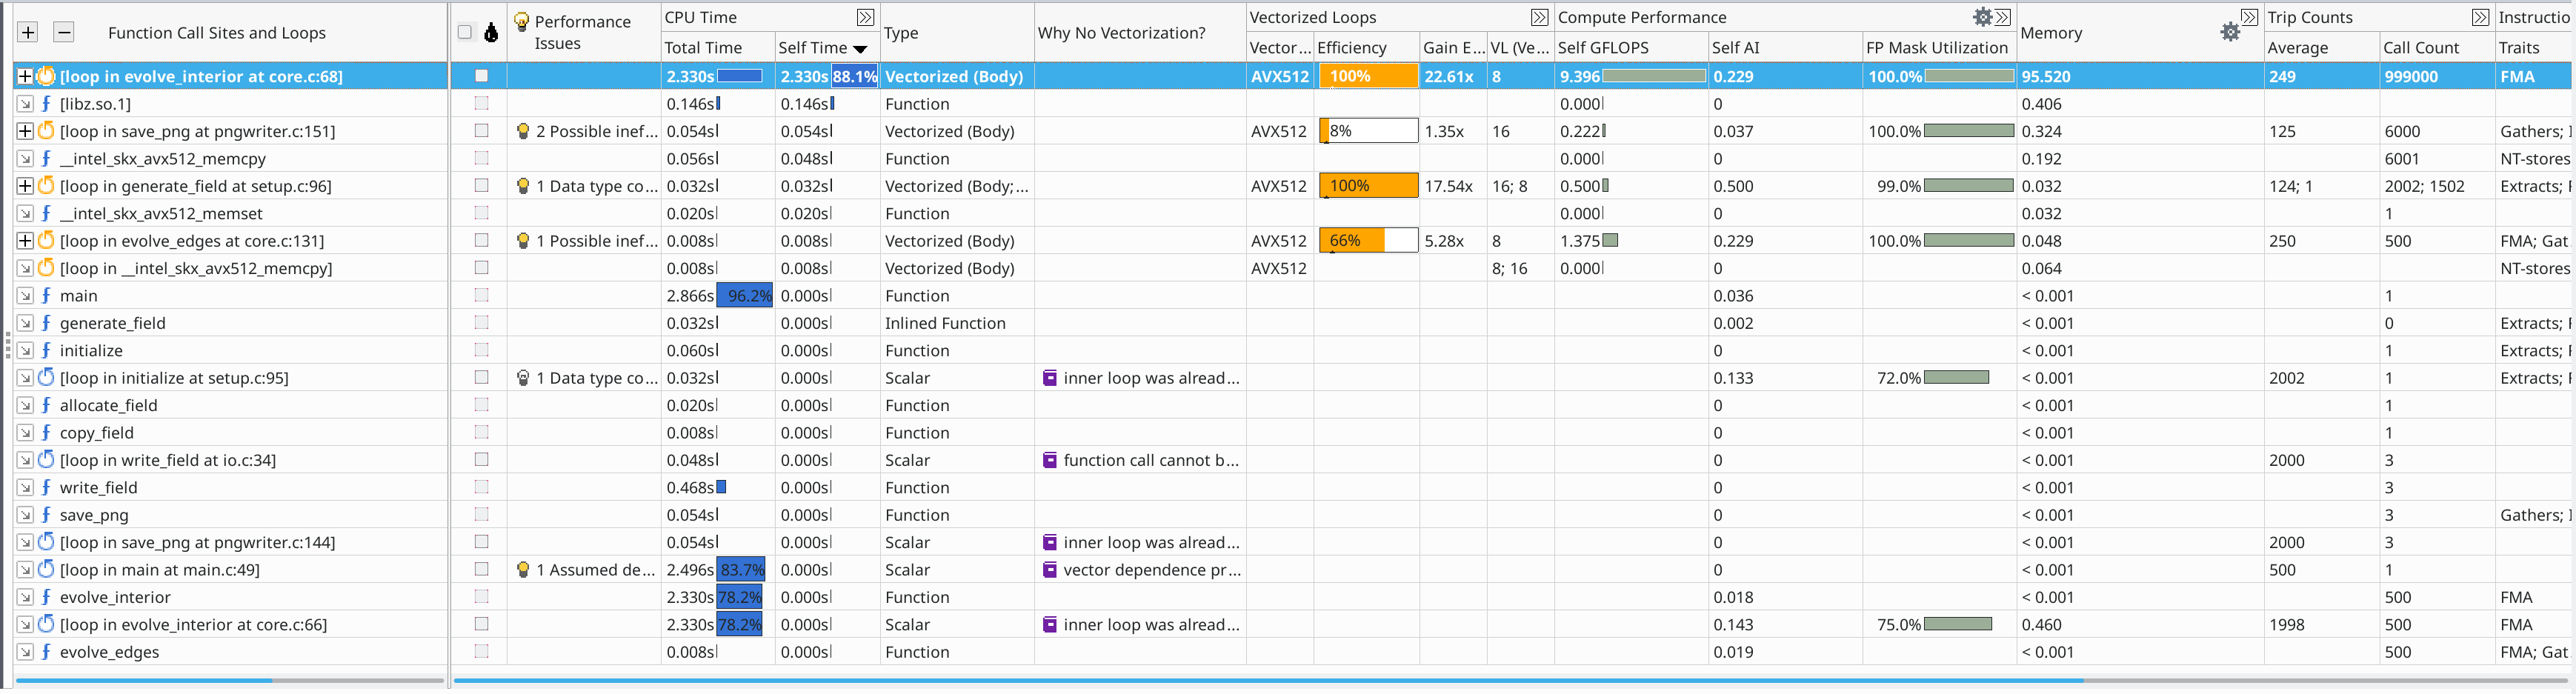 Function Call Sites and Loops Performance Issues CPU Time Type Why No Vectorization? Vectorized Loops Compute Performance Memory Trip Counts Instructio
Total Time Self Time Vector... Efficiency Gain E... VL (Ve... Self GFLOPS Self AI FP Mask Utilization Average Call Count Traits
[loop in evolve_interior at core.c:68] 2.330s 2.330s 88.1% Vectorized (Body) AVX512 100% 22.61x 8 9.396 0.229 100.0% 95.520 249 999000 FMA
[libz.so.1] 0.146s 0.146s Function 0.000 0 0.406
[loop in save_png at pngwriter.c:151] 2 Possible inef... 0.054s 0.054s Vectorized (Body) AVX512 8% 1.35x 16 0.222 0.037 100.0% 0.324 125 6000 Gathers; I
__intel_skx_avx512_memcpy 0.056s 0.048s Function 0.000 0 0.192 6001 NT-stores
[loop in generate_field at setup.c:96] 1 Data type co... 0.032s 0.032s Vectorized (Body;... AVX512 100% 17.54x 16; 8 0.500 0.500 99.0% 0.032 124; 1 2002; 1502 Extracts; F
__intel_skx_avx512_memset 0.020s 0.020s Function 0.000 0 0.032 1
[loop in evolve_edges at core.c:131] 1 Possible inef... 0.008s 0.008s Vectorized (Body) AVX512 66% 5.28x 8 1.375 0.229 100.0% 0.048 250 500 FMA; Gat
[loop in __intel_skx_avx512_memcpy] 0.008s 0.008s Vectorized (Body) AVX512 8; 16 0.000 0 0.064 NT-stores
main 2.866s 96.2% 0.000s Function 0.036 < 0.001 1
generate_field 0.032s 0.000s Inlined Function 0.002 < 0.001 0 Extracts; F
initialize 0.060s 0.000s Function 0 < 0.001 1 Extracts; F
[loop in initialize at setup.c:95] 1 Data type co... 0.032s 0.000s Scalar inner loop was alread... 0.133 72.0% < 0.001 2002 1 Extracts; F
allocate_field 0.020s 0.000s Function 0 < 0.001 1
copy_field 0.008s 0.000s Function 0 < 0.001 1
[loop in write_field at io.c:34] 0.048s 0.000s Scalar function call cannot b... 0 < 0.001 2000 3
write_field 0.468s 0.000s Function 0 < 0.001 3
save_png 0.054s 0.000s Function 0 < 0.001 3 Gathers; I
[loop in save_png at pngwriter.c:144] 0.054s 0.000s Scalar inner loop was alread... 0 < 0.001 2000 3
[loop in main at main.c:49] 1 Assumed de... 2.496s 83.7% 0.000s Scalar vector dependence pr... 0 < 0.001 500 1
evolve_interior 2.330s 78.2% 0.000s Function 0.018 < 0.001 500 FMA
[loop in evolve_interior at core.c:66] 2.330s 78.2% 0.000s Scalar inner loop was alread... 0.143 75.0% 0.460 1998 500 FMA
evolve_edges 0.008s 0.000s Function 0.019 < 0.001 500 FMA; Gat